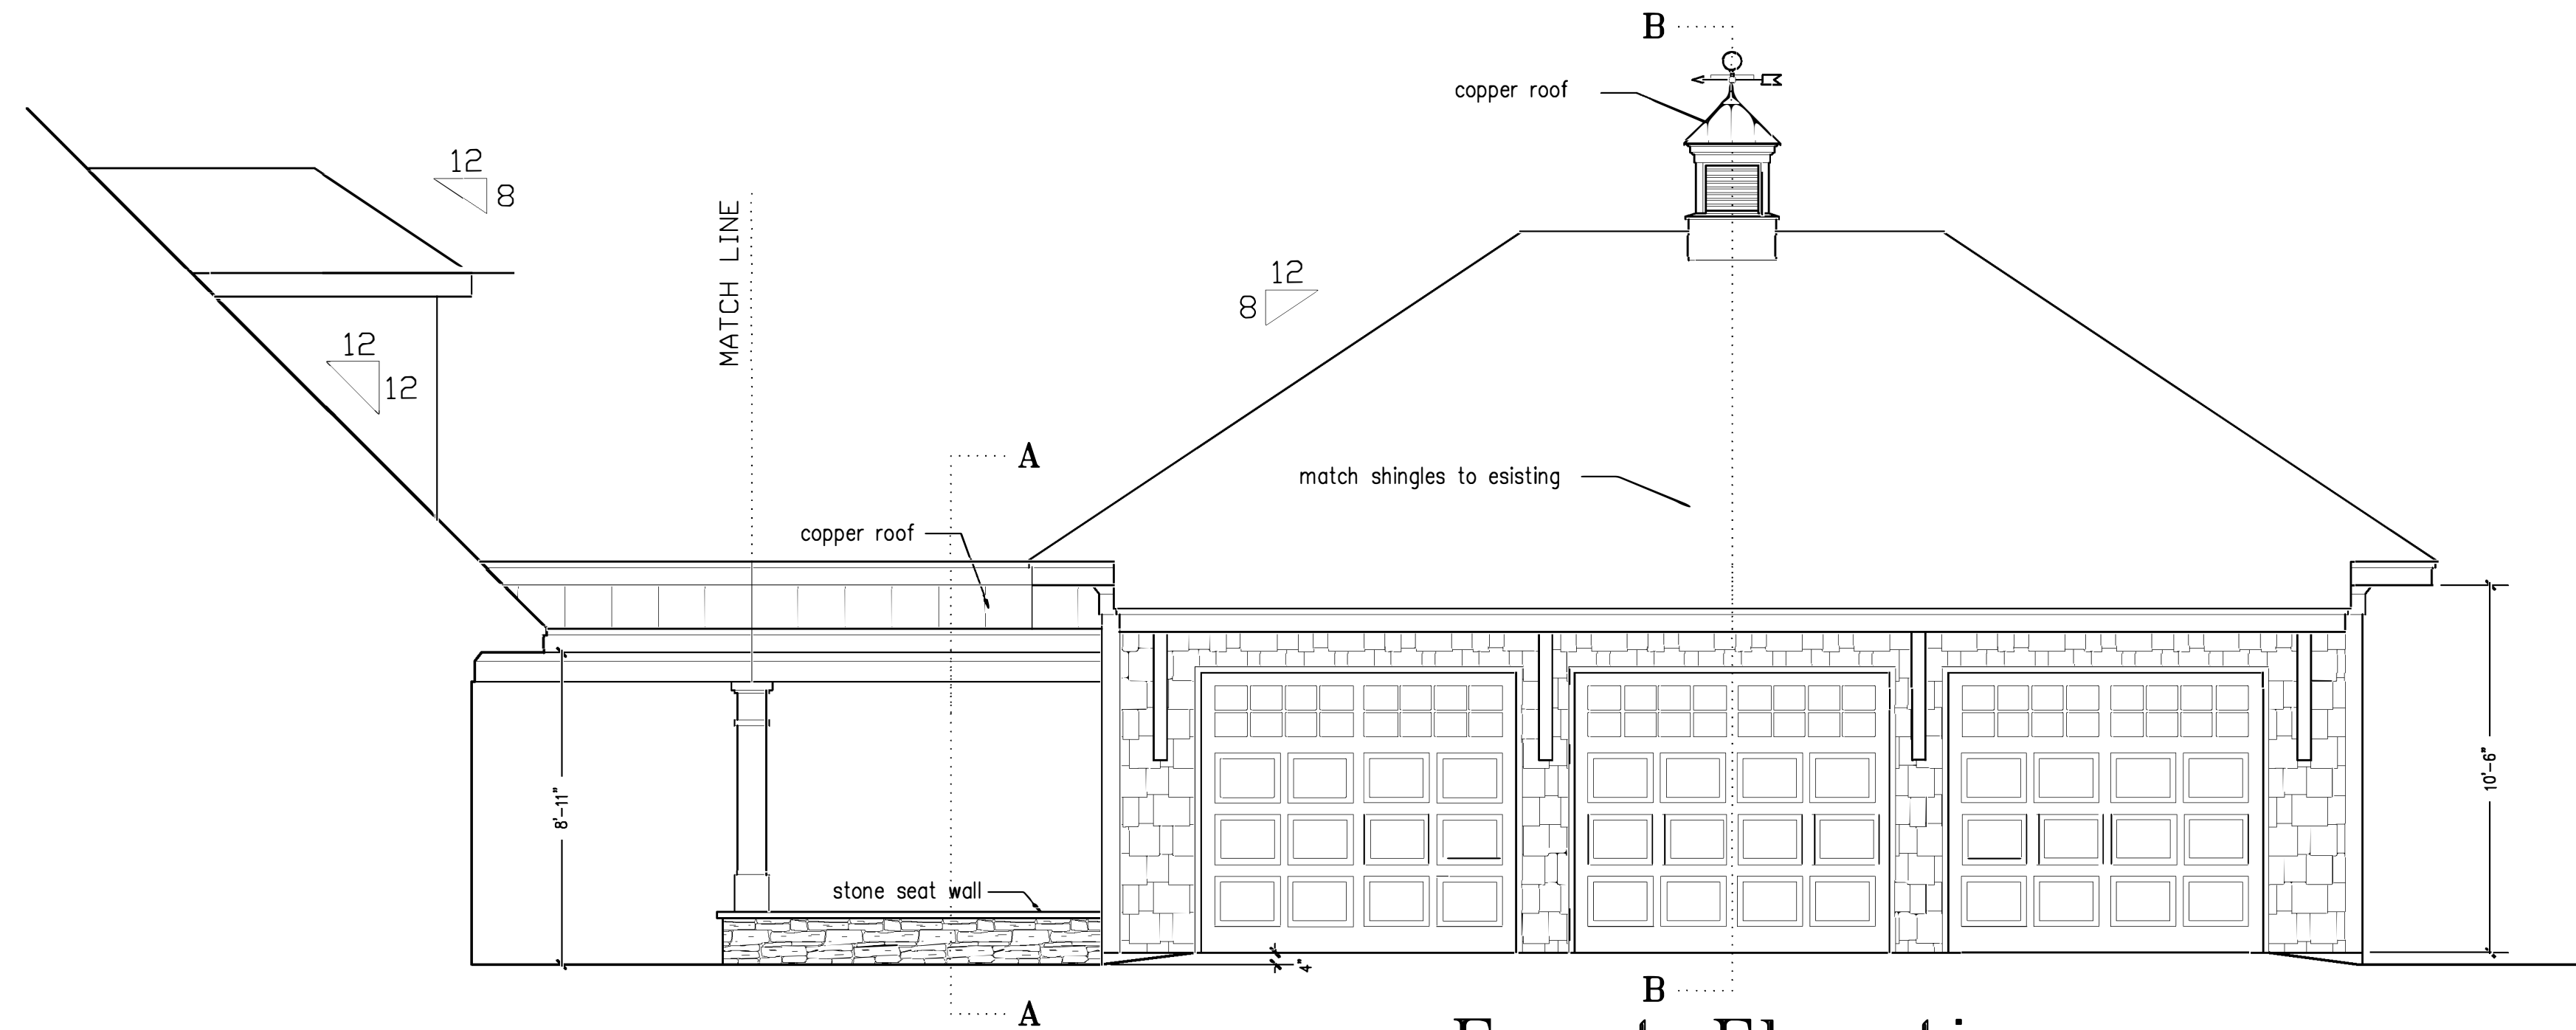 B
copper roof
12
8
MATCH LINE
12
8
12
12
A
match shingles to esisting
copper roof
8'-11"
10'-6"
stone seat wall
4"
B
A